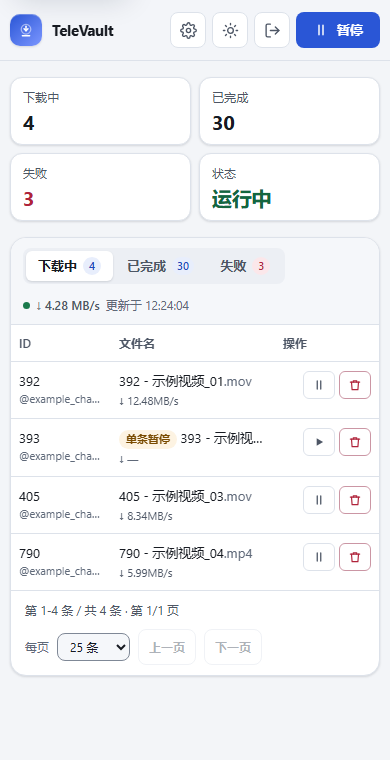 TeleVault
暂停
下载中
4
已完成
30
失败
3
状态
运行中
下载中 4 已完成 30 失败 3
↓ 4.28 MB/s 更新于 12:24:04
ID 文件名 操作
392 392 - 示例视频_01.mov
@example_cha... ↓ 12.48MB/s
393 单条暂停 393 - 示例视...
@example_cha... ↓ —
405 405 - 示例视频_03.mov
@example_cha... ↓ 8.34MB/s
790 790 - 示例视频_04.mp4
@example_cha... ↓ 5.99MB/s
第 1-4 条 / 共 4 条 · 第 1/1 页
每页 25 条 上一页 下一页